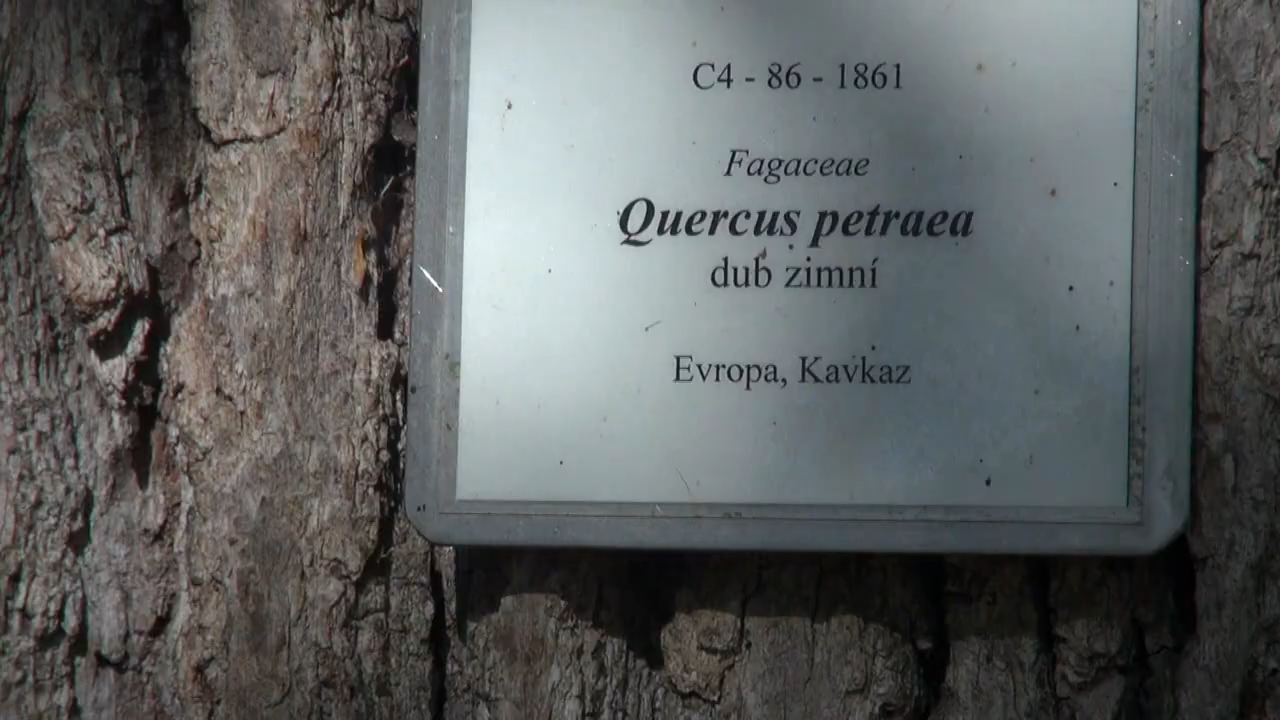 C4 - 86 - 1861
Fagaceae
Quercus petraea
dub zimní
Evropa, Kavkaz